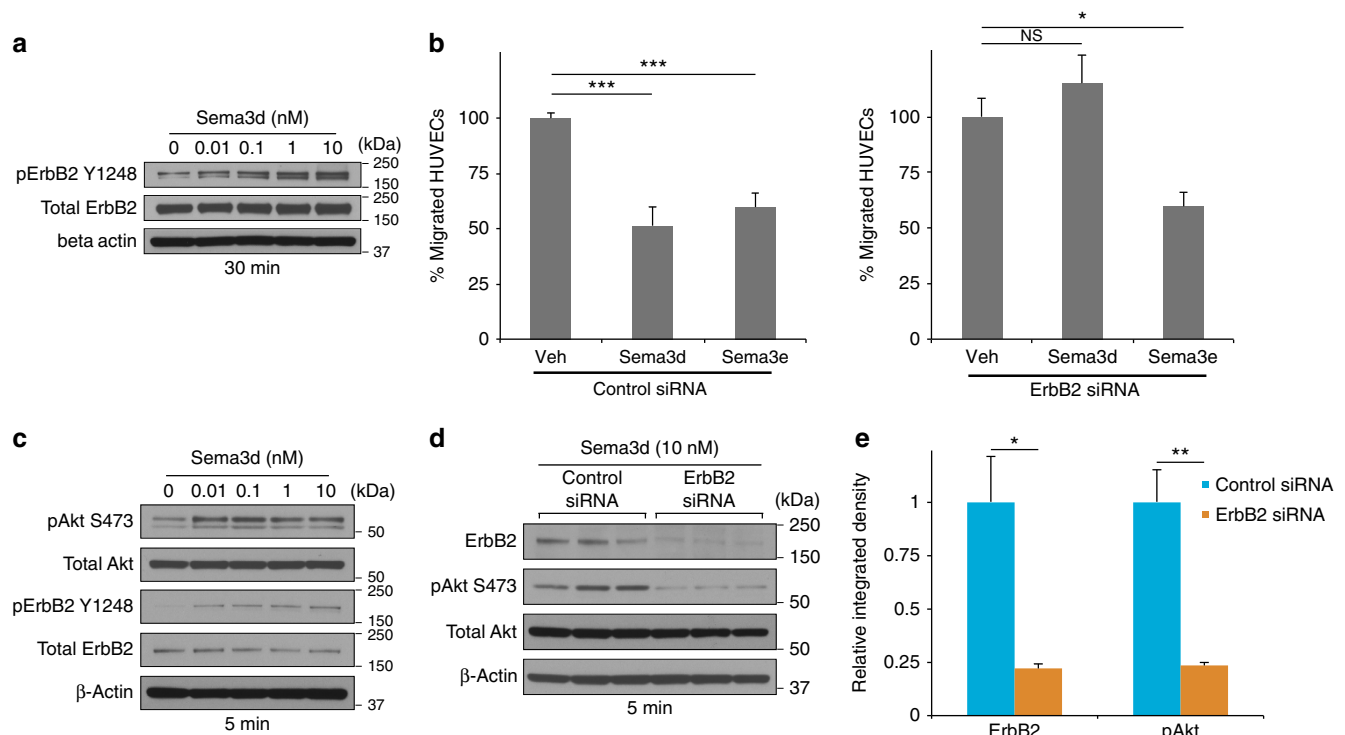 a
Sema3d (nM)
0 0.01 0.1 1 10 (kDa)
pErbB2 Y1248
250
150
Total ErbB2
250
150
beta actin
37
30 min
b
% Migrated HUVECs
100
75
50
25
0
***
***
Veh Sema3d Sema3e
Control siRNA
% Migrated HUVECs
100
75
50
25
0
*
NS
Veh Sema3d Sema3e
ErbB2 siRNA
c
Sema3d (nM)
0 0.01 0.1 1 10 (kDa)
pAkt S473
50
Total Akt
50
pErbB2 Y1248
250
150
Total ErbB2
250
150
β-Actin
37
5 min
d
Sema3d (10 nM)
Control siRNA
ErbB2 siRNA
(kDa)
ErbB2
250
150
pAkt S473
50
Total Akt
50
β-Actin
37
5 min
e
Relative integrated density
1
0.75
0.5
0.25
0
*
**
Control siRNA
ErbB2 siRNA
ErbB2 pAkt